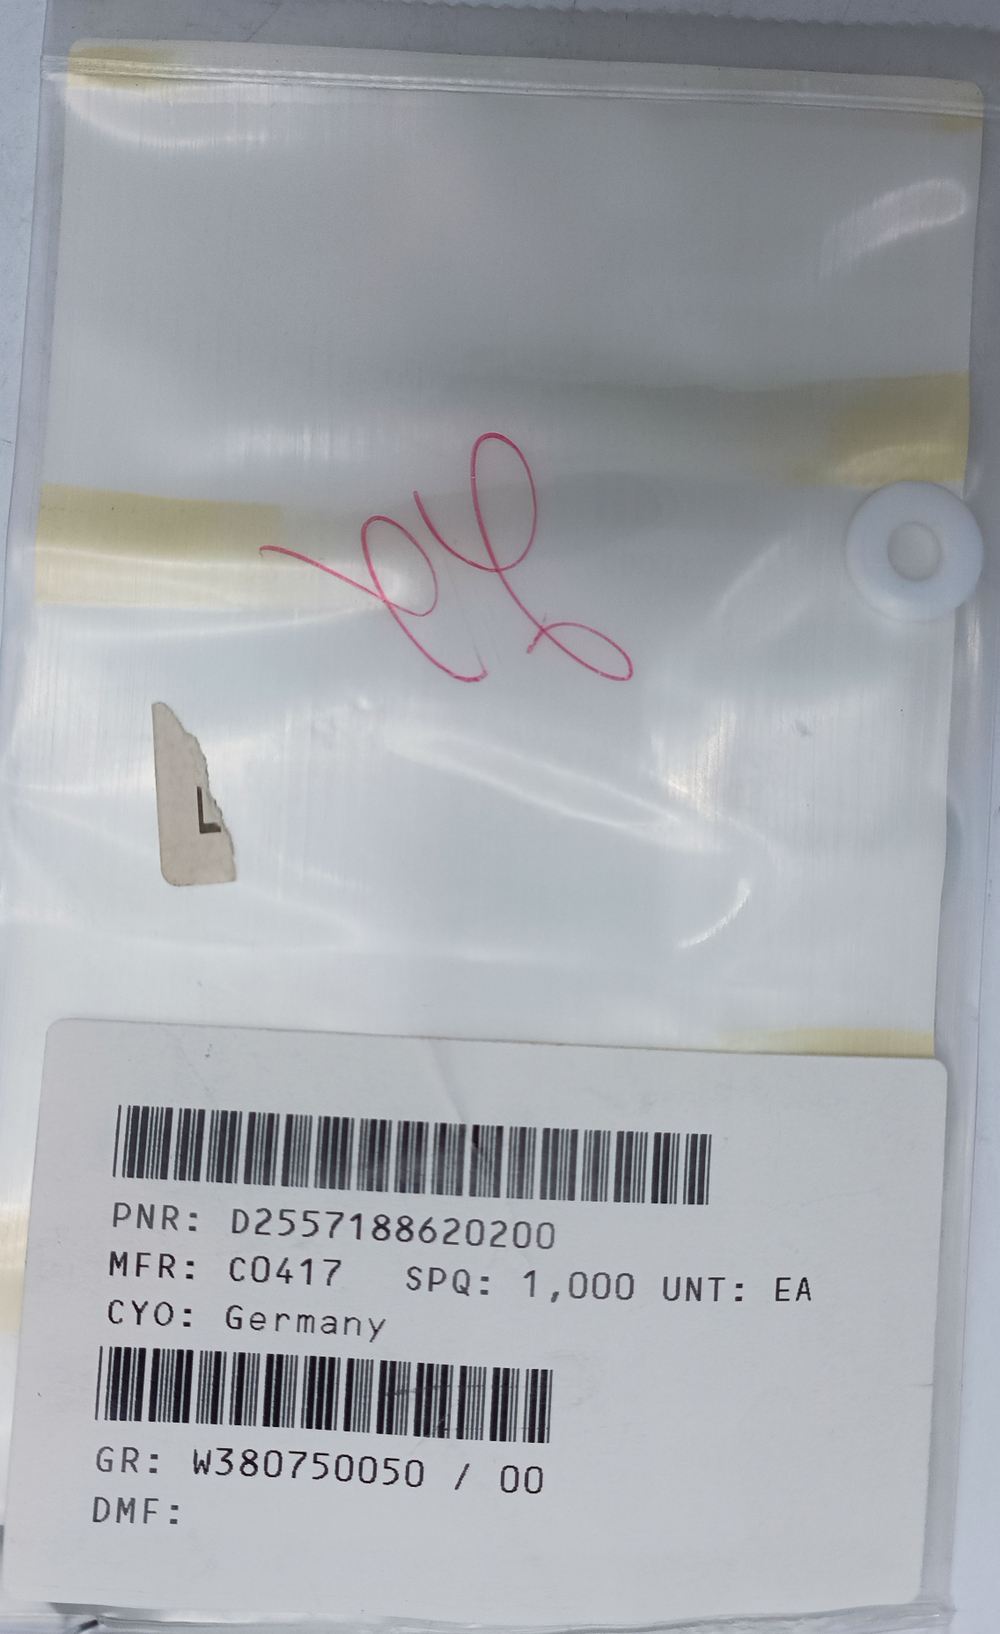 L
PNR: D2557188620200
MFR: C0417 SPQ: 1,000 UNT: EA
CYO: Germany
GR: W380750050 / 00
DMF: